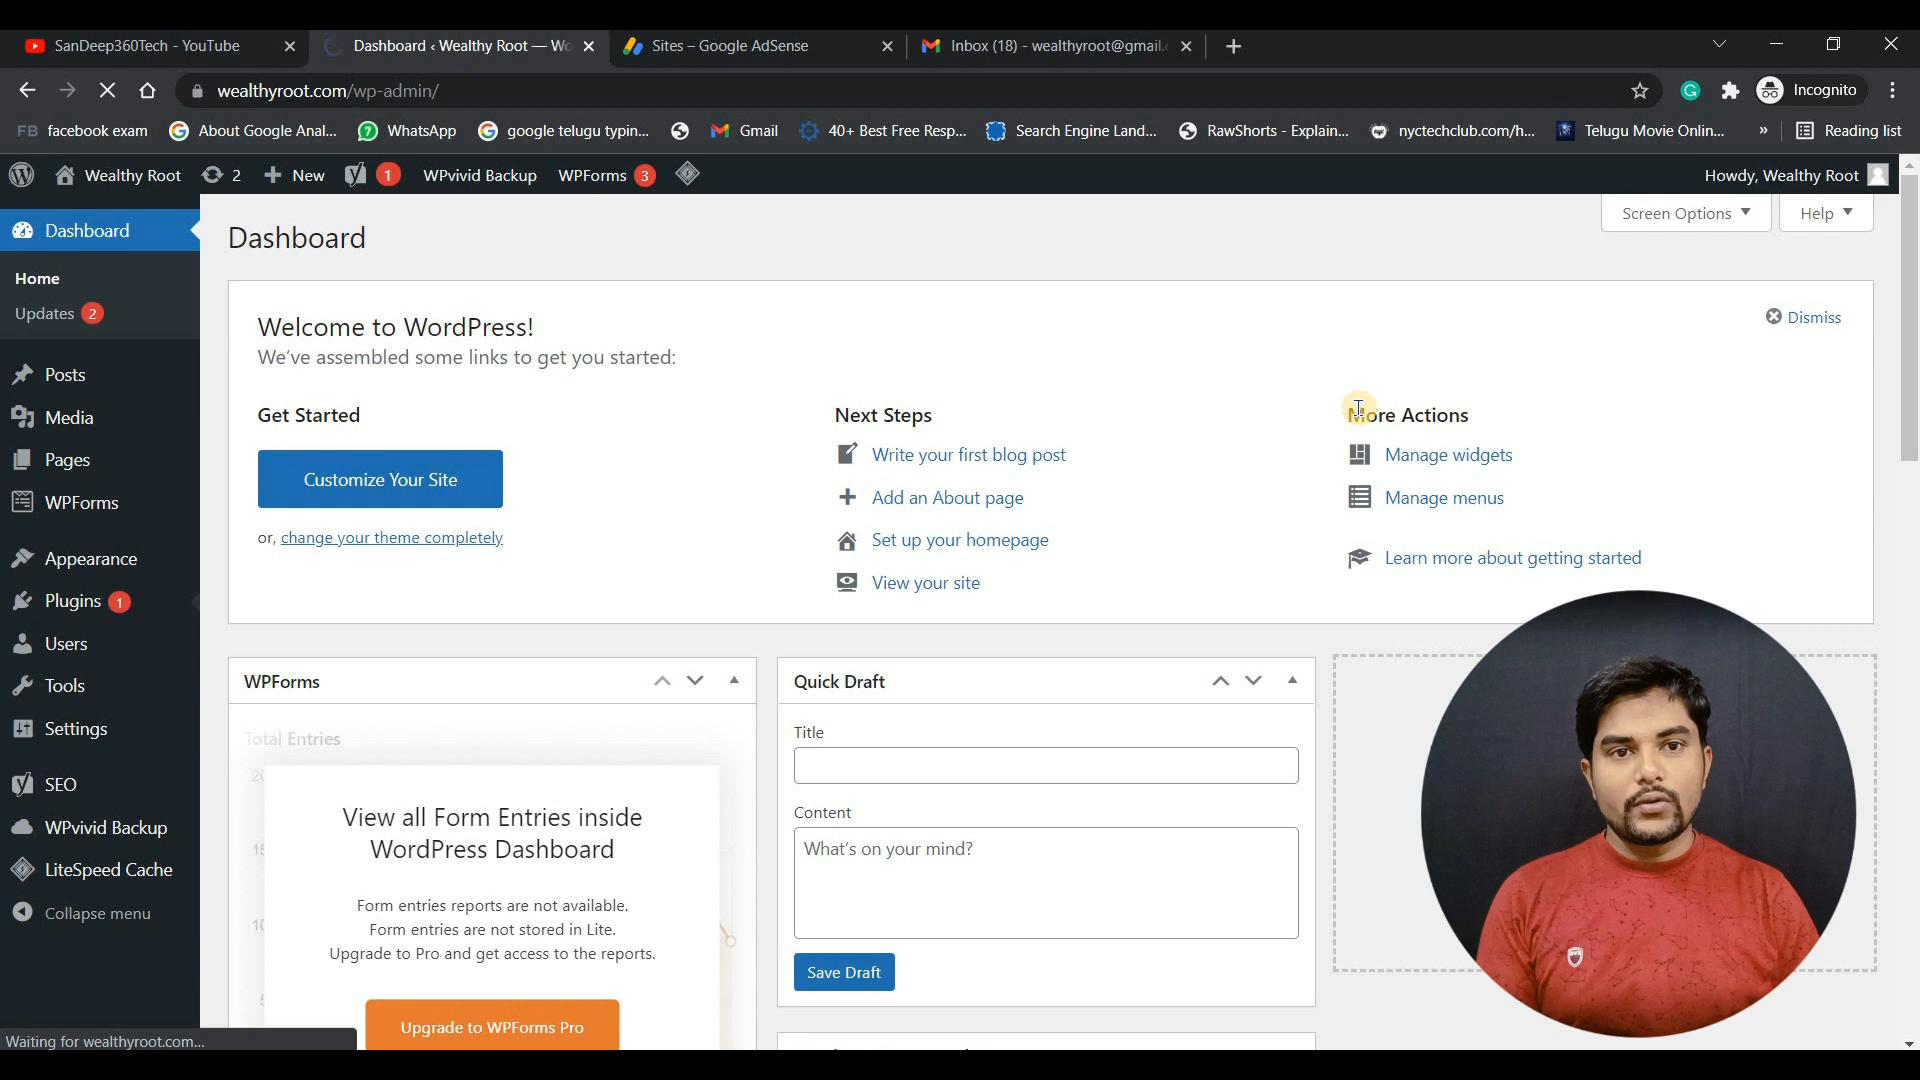 SanDeep360Tech - YouTube
Dashboard ‹ Wealthy Root — Wo
Sites – Google AdSense
Inbox (18) - wealthyroot@gmail.c
wealthyroot.com/wp-admin/
Incognito
FB facebook exam
About Google Anal...
WhatsApp
google telugu typin...
Gmail
40+ Best Free Resp...
Search Engine Land...
RawShorts - Explain...
nyctechclub.com/h...
Telugu Movie Onlin...
»
Reading list
Wealthy Root
2
New
1
WPvivid Backup
WPForms 3
Howdy, Wealthy Root
Dashboard
Home
Updates 2
Posts
Media
Pages
WPForms
Appearance
Plugins 1
Users
Tools
Settings
SEO
WPvivid Backup
LiteSpeed Cache
Collapse menu
Waiting for wealthyroot.com...
Screen Options
Help
Dashboard
Welcome to WordPress!
We've assembled some links to get you started:
Dismiss
Get Started
Customize Your Site
or, change your theme completely
Next Steps
Write your first blog post
Add an About page
Set up your homepage
View your site
More Actions
Manage widgets
Manage menus
Learn more about getting started
WPForms
Total Entries
View all Form Entries inside
WordPress Dashboard
Form entries reports are not available.
Form entries are not stored in Lite.
Upgrade to Pro and get access to the reports.
Upgrade to WPForms Pro
Quick Draft
Title
Content
What's on your mind?
Save Draft